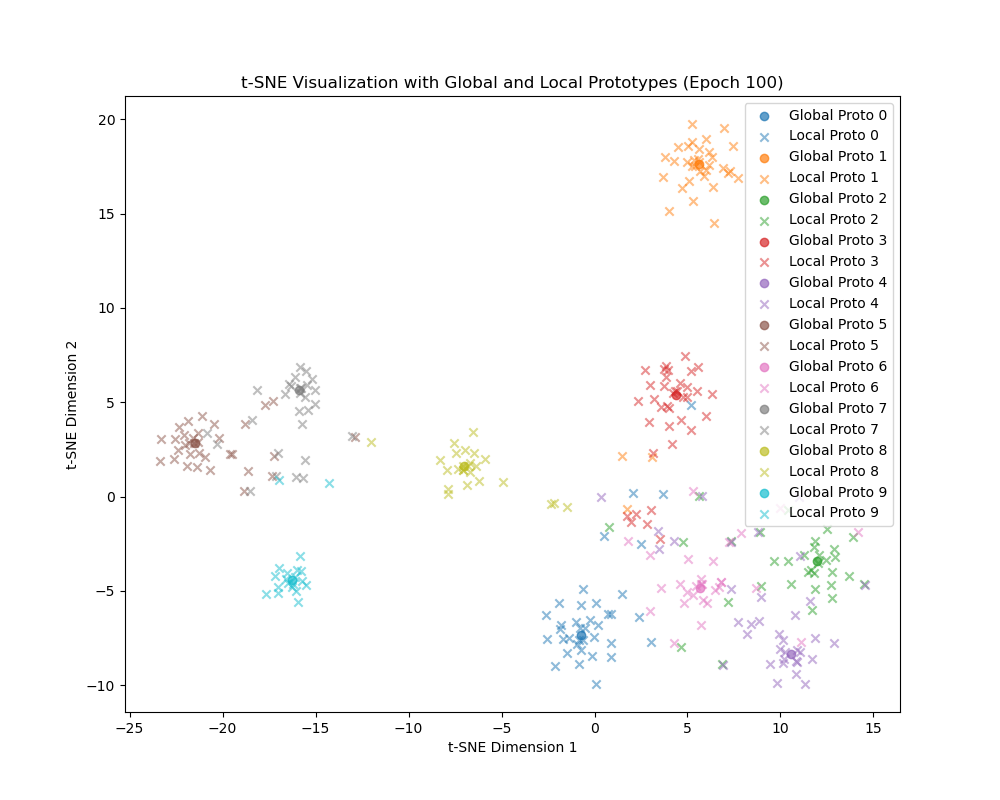 t-SNE Visualization with Global and Local Prototypes (Epoch 100)
20
15
10
5
0
−5
−10
t-SNE Dimension 2
−25
−20
−15
−10
−5
0
5
10
15
t-SNE Dimension 1
Global Proto 0
Local Proto 0
Global Proto 1
Local Proto 1
Global Proto 2
Local Proto 2
Global Proto 3
Local Proto 3
Global Proto 4
Local Proto 4
Global Proto 5
Local Proto 5
Global Proto 6
Local Proto 6
Global Proto 7
Local Proto 7
Global Proto 8
Local Proto 8
Global Proto 9
Local Proto 9